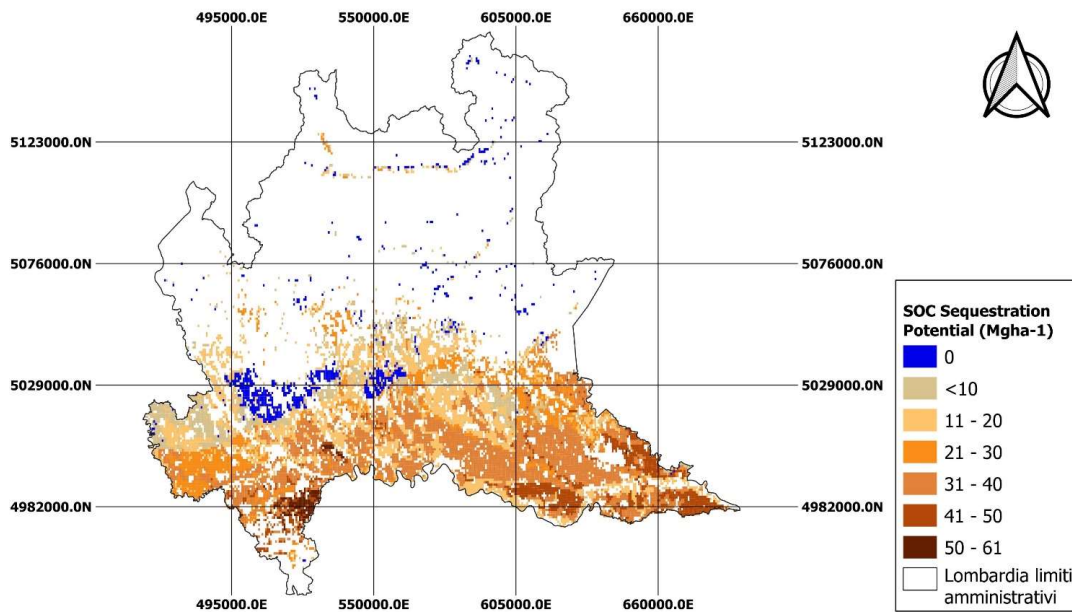 495000.0E 550000.0E 605000.0E 660000.0E
5123000.0N 5123000.0N
5076000.0N 5076000.0N
5029000.0N 5029000.0N
4982000.0N 4982000.0N
495000.0E 550000.0E 605000.0E 660000.0E
SOC Sequestration
Potential (Mgha-1)
0
<10
11 - 20
21 - 30
31 - 40
41 - 50
50 - 61
Lombardia limiti
amministrativi